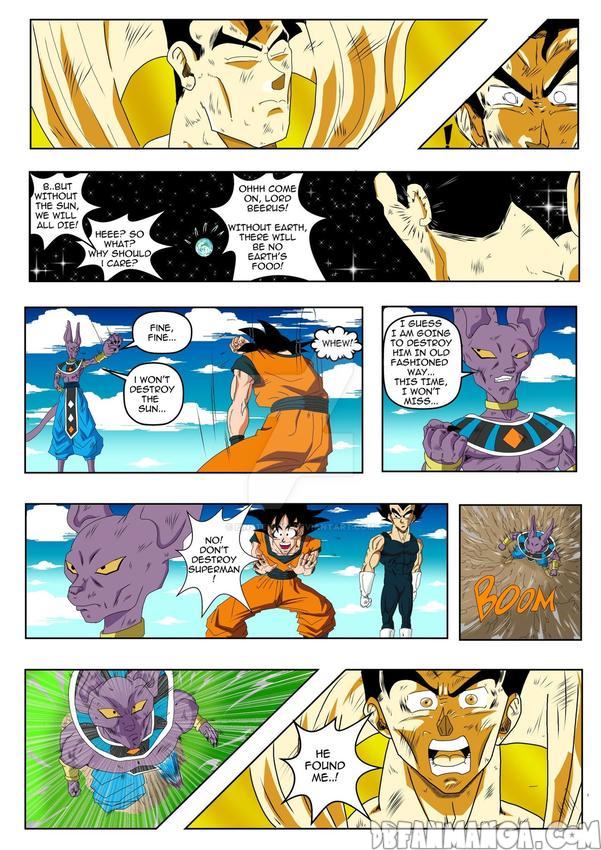 !
B..BUT
WITHOUT
THE SUN,
WE WILL
ALL DIE!
HEEE? SO
WHAT?
WHY SHOULD
I CARE?
OHHH COME
ON, LORD
BEERUS!
WITHOUT EARTH,
THERE WILL
BE NO
EARTH'S
FOOD!
FINE,
FINE...
I WON'T
DESTROY
THE
SUN...
WHEW!
I GUESS
I AM GOING
TO DESTROY
HIM IN OLD
FASHIONED
WAY...
THIS TIME,
I WON'T
MISS...
NO!
DON'T
DESTROY
SUPERMAN!
BOOM
HE
FOUND
ME..!
DBFANMANGA.COM